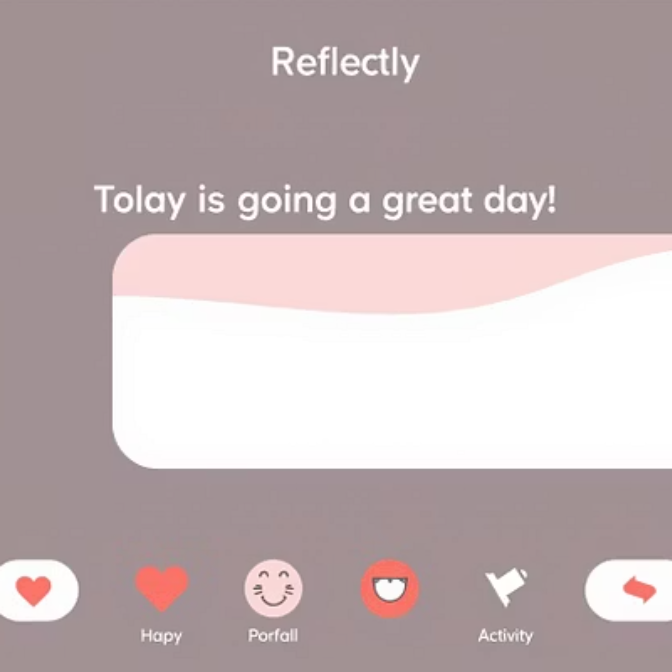 Reflectly
Tolay is going a great day!
Hapy
Porfall
Activity